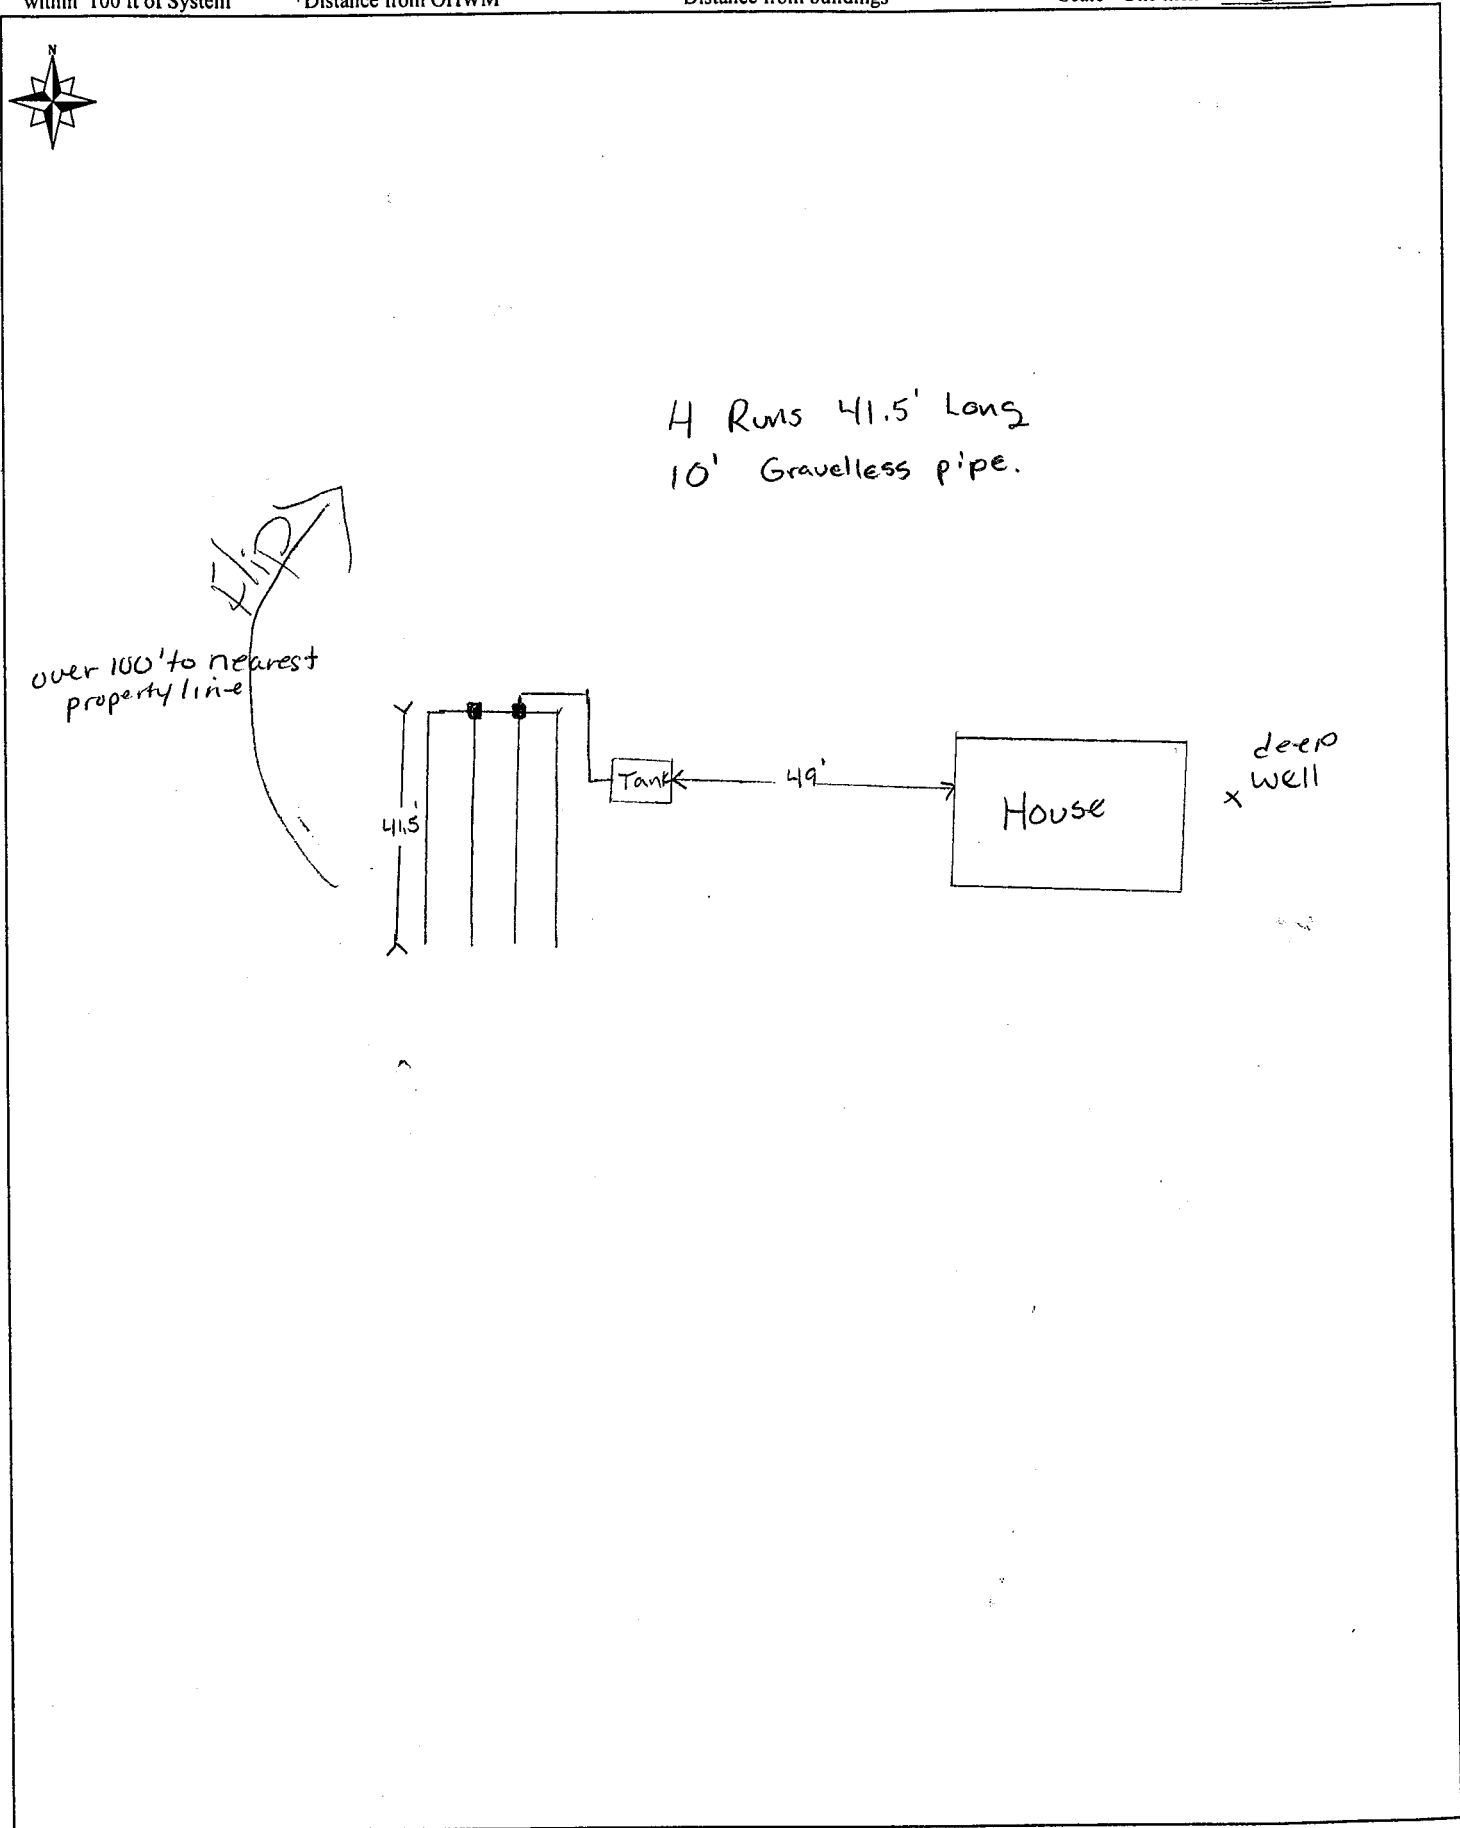 within 100 ft of System Distance from OHWM Distance from buildings
N
4 Runs 41.5' Long
10' Gravelless pipe.
Flip
over 100' to nearest
property line
41.5'
Tank
49'
House
deep
x well